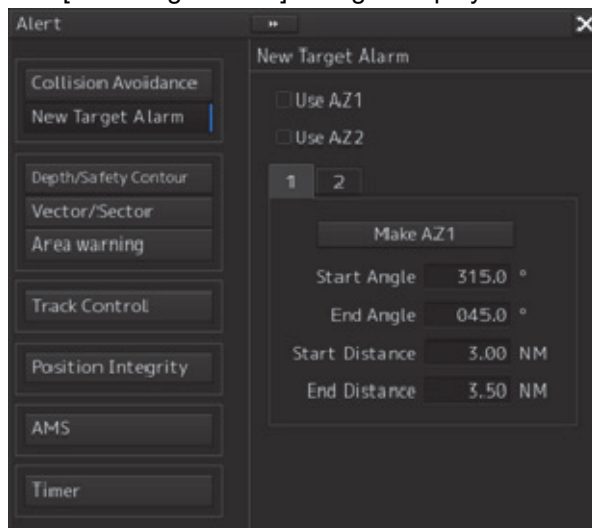 Alert
Collision Avoidance
New Target Alarm
Depth/Safety Contour
Vector/Sector
Area warning
Track Control
Position Integrity
AMS
Timer
New Target Alarm
Use AZ1
Use AZ2
1 2
Make AZ1
Start Angle 315.0 °
End Angle 045.0 °
Start Distance 3.00 NM
End Distance 3.50 NM